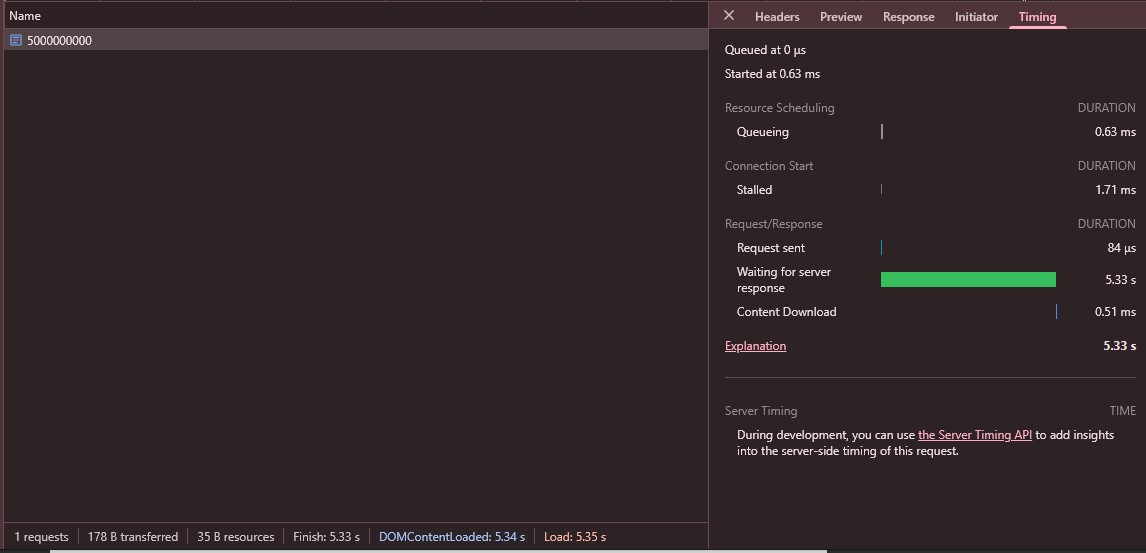 Name
5000000000
1 requests
178 B transferred
35 B resources
Finish: 5.33 s
DOMContentLoaded: 5.34 s
Load: 5.35 s
Headers
Preview
Response
Initiator
Timing
Queued at 0 μs
Started at 0.63 ms
Resource Scheduling DURATION
Queueing 0.63 ms
Connection Start DURATION
Stalled 1.71 ms
Request/Response DURATION
Request sent 84 μs
Waiting for server
response 5.33 s
Content Download 0.51 ms
Explanation 5.33 s
Server Timing TIME
During development, you can use the Server Timing API to add insights
into the server-side timing of this request.